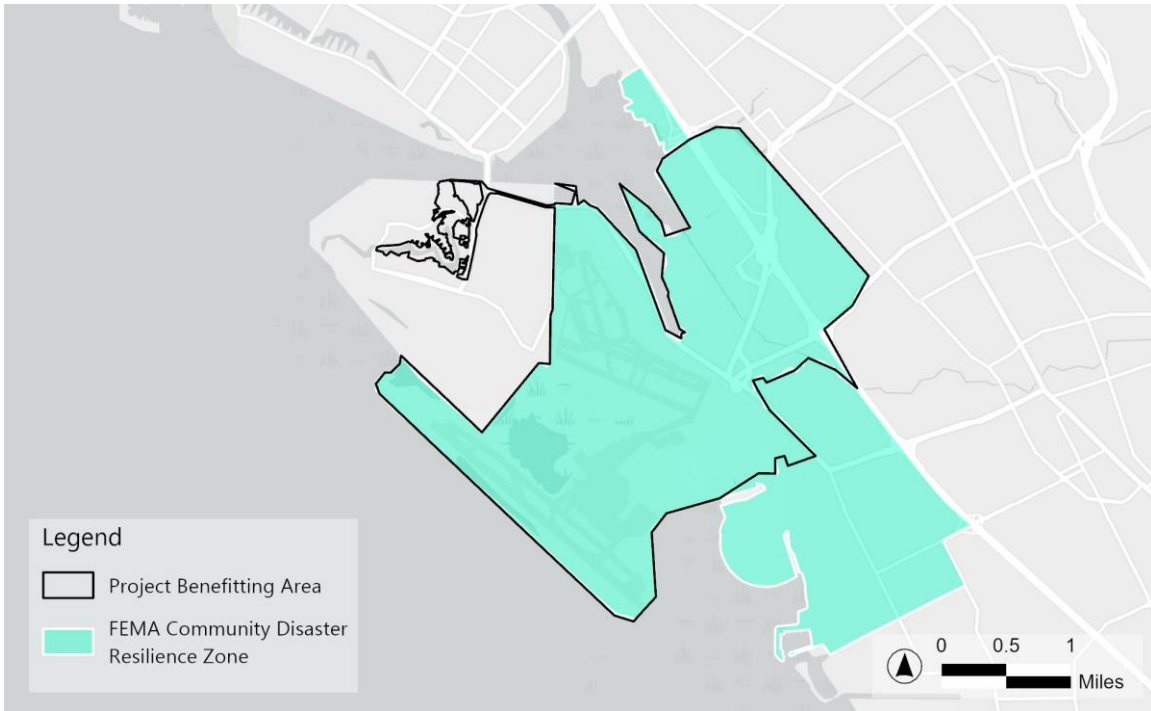 Legend
Project Benefitting Area
FEMA Community Disaster
Resilience Zone
0 0.5 1
Miles